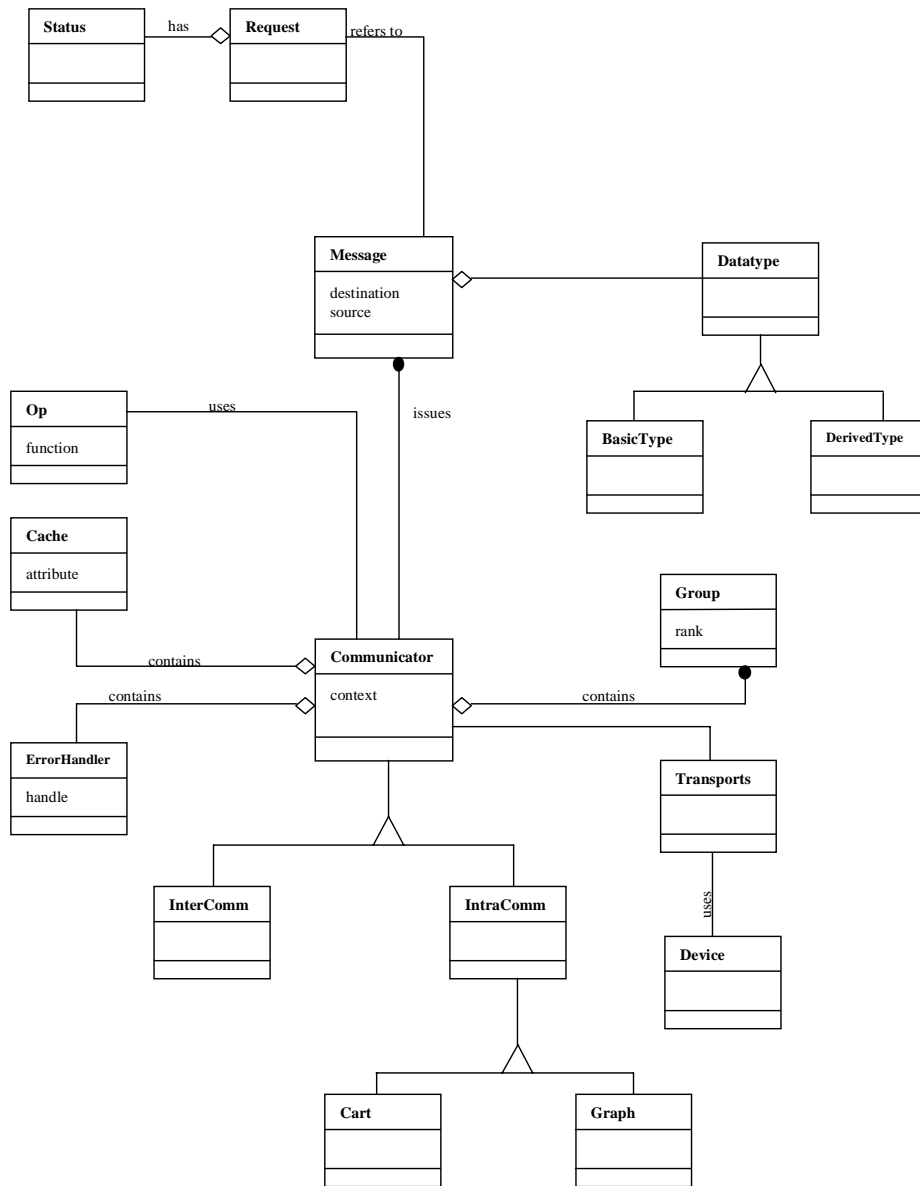 Status
has
Request
refers to
Message
destination
source
Datatype
Op
function
uses
issues
BasicType
DerivedType
Cache
attribute
Group
rank
contains
Communicator
context
contains
contains
ErrorHandler
handle
Transports
InterComm
IntraComm
uses
Device
Cart
Graph